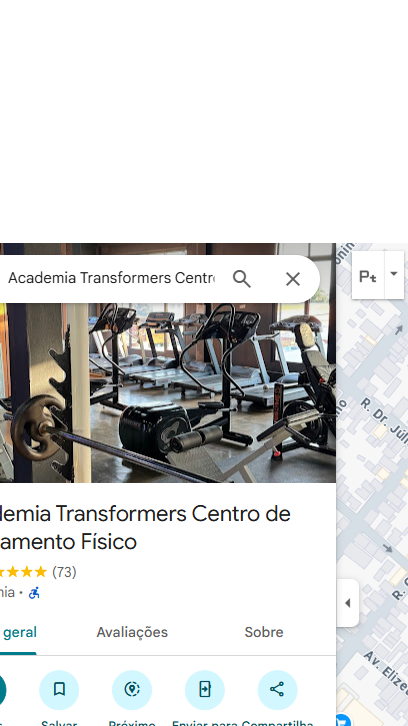 Academia Transformers Centro
Pt
R. Dr. Júli
demia Transformers Centro de
amento Físico
(73)
nia •
geral
Avaliações
Sobre
Av. Elize
Salvar
Próximo
Enviar para
Compartilha